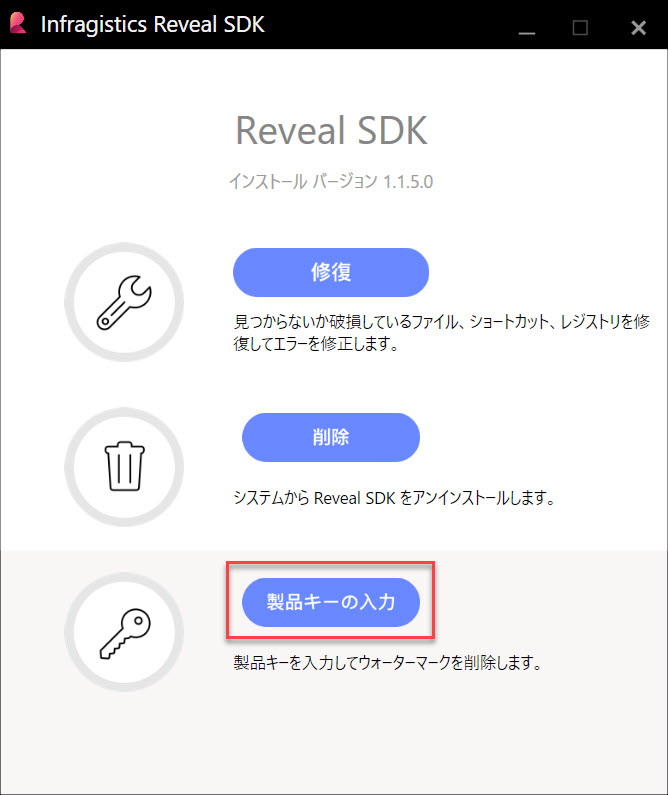 Infragistics Reveal SDK
Reveal SDK
インストール バージョン 1.1.5.0
修復
見つからないか破損しているファイル、ショートカット、レジストリを修
復してエラーを修正します。
削除
システムから Reveal SDK をアンインストールします。
製品キーの入力
製品キーを入力してウォーターマークを削除します。